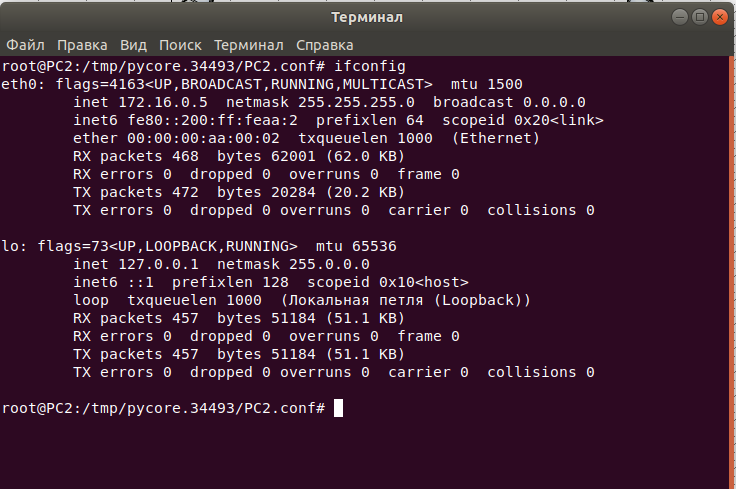 Терминал
Файл Правка Вид Поиск Терминал Справка
root@PC2:/tmp/pycore.34493/PC2.conf# ifconfig
eth0: flags=4163<UP,BROADCAST,RUNNING,MULTICAST>  mtu 1500
        inet 172.16.0.5  netmask 255.255.255.0  broadcast 0.0.0.0
        inet6 fe80::200:ff:feaa:2  prefixlen 64  scopeid 0x20<link>
        ether 00:00:00:aa:00:02  txqueuelen 1000  (Ethernet)
        RX packets 468  bytes 62001 (62.0 KB)
        RX errors 0  dropped 0  overruns 0  frame 0
        TX packets 472  bytes 20284 (20.2 KB)
        TX errors 0  dropped 0 overruns 0  carrier 0  collisions 0

lo: flags=73<UP,LOOPBACK,RUNNING>  mtu 65536
        inet 127.0.0.1  netmask 255.0.0.0
        inet6 ::1  prefixlen 128  scopeid 0x10<host>
        loop  txqueuelen 1000  (Локальная петля (Loopback))
        RX packets 457  bytes 51184 (51.1 KB)
        RX errors 0  dropped 0  overruns 0  frame 0
        TX packets 457  bytes 51184 (51.1 KB)
        TX errors 0  dropped 0 overruns 0  carrier 0  collisions 0

root@PC2:/tmp/pycore.34493/PC2.conf#